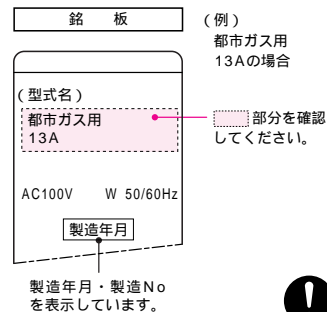 銘 板
(例)
都市ガス用
13Aの場合
(型式名)
都市ガス用
13A
部分を確認
してください。
AC100V W 50/60Hz
製造年月
製造年月・製造No
を表示しています。